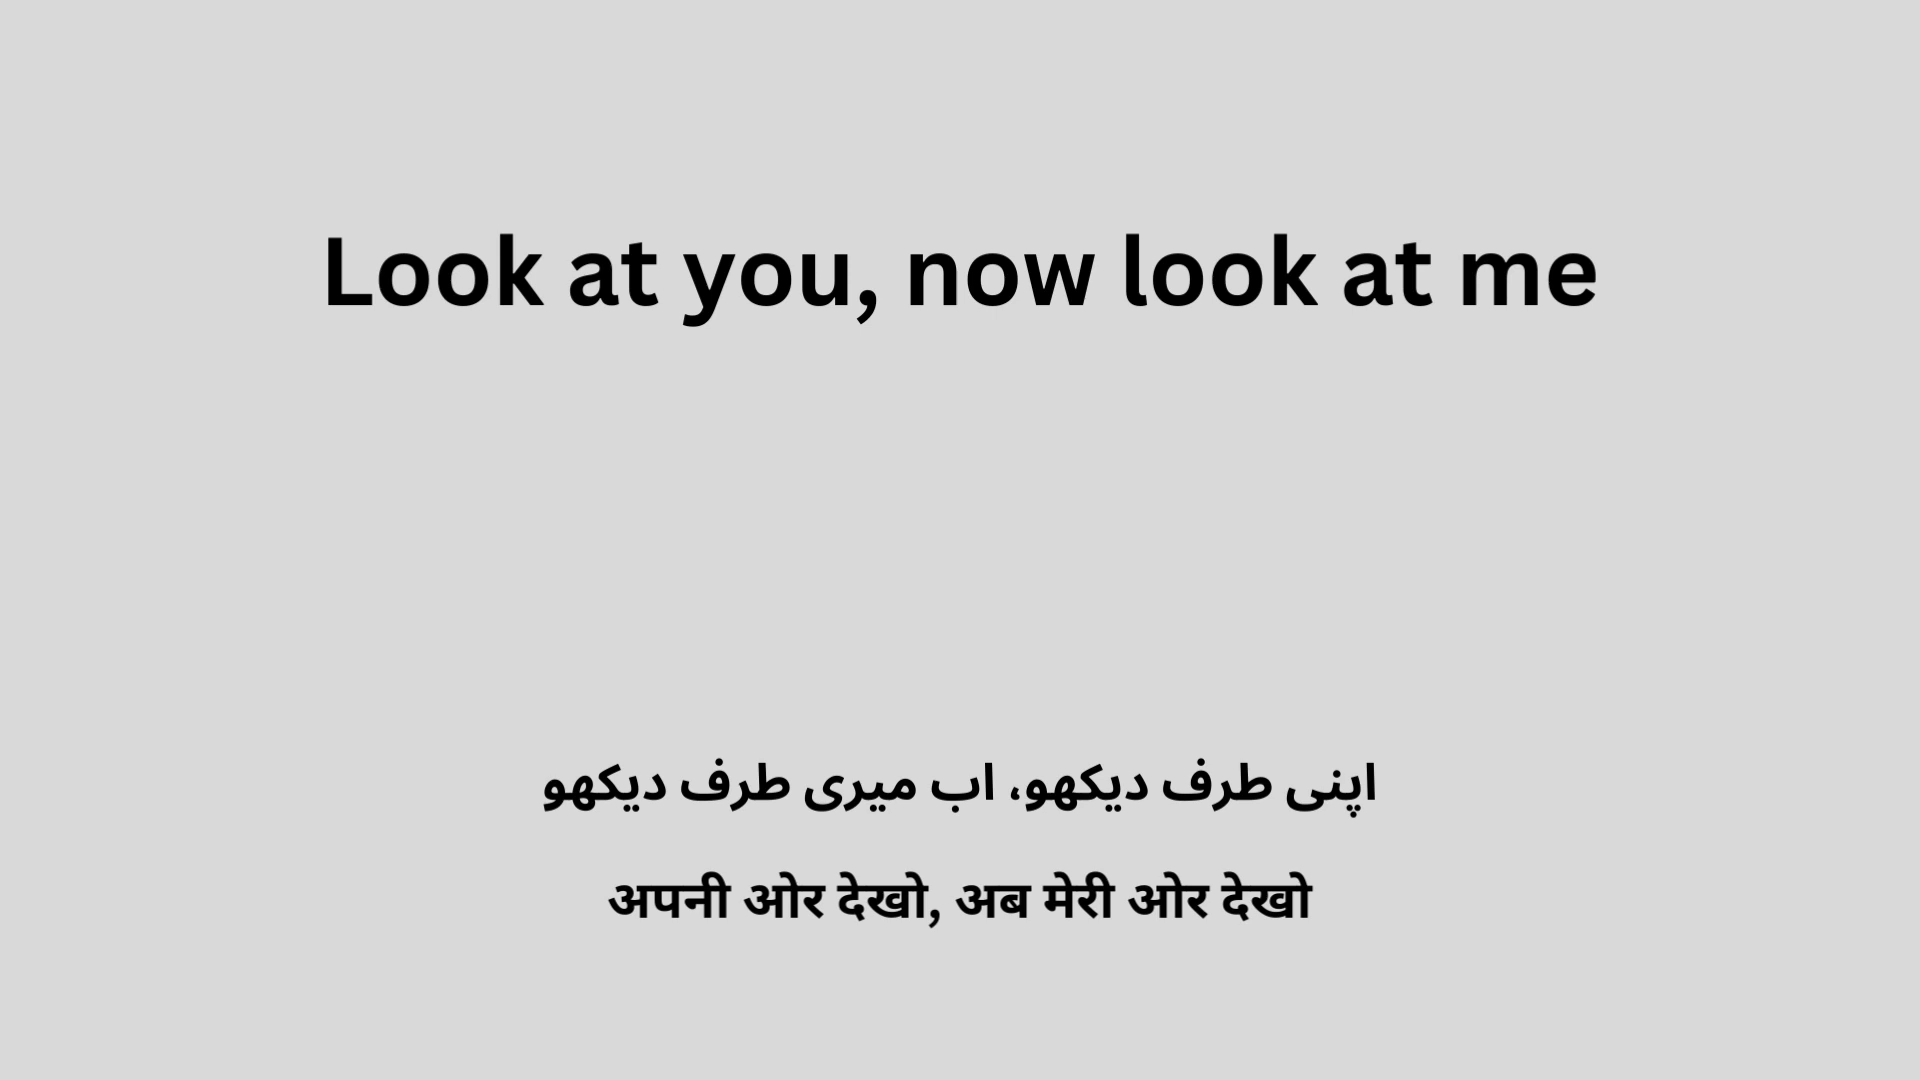 Look at you, now look at me
اپنی طرف دیکھو، اب میری طرف دیکھو
अपनी ओर देखो, अब मेरी ओर देखो